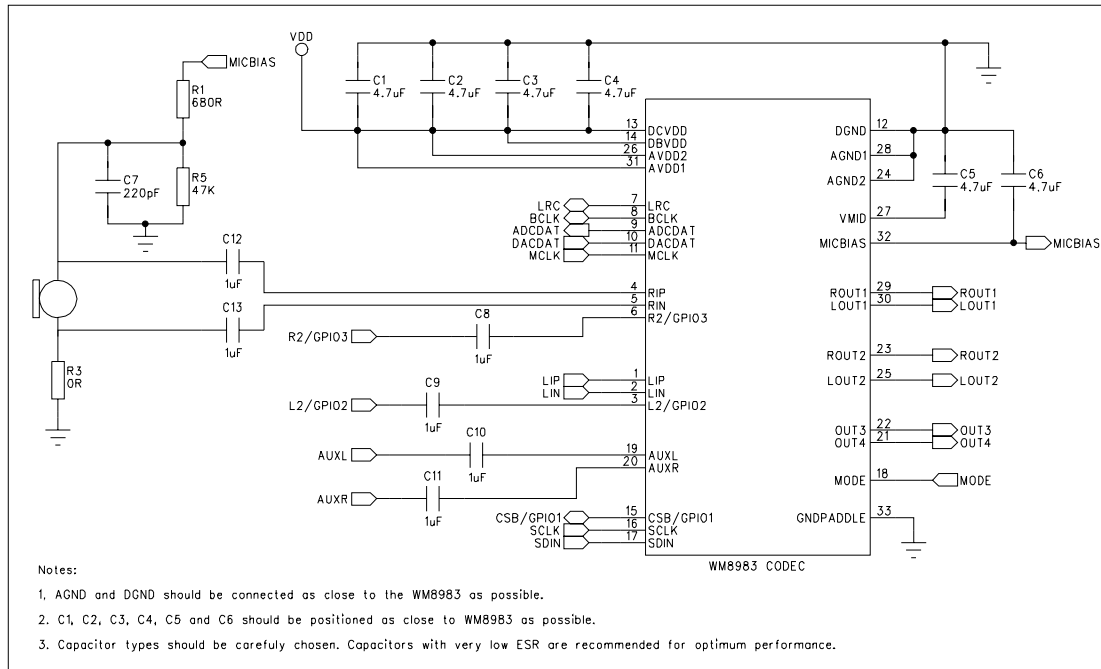 VDD
MICBIAS
R1
680R
C1
4.7uF
C2
4.7uF
C3
4.7uF
C4
4.7uF
C7
220pF
R5
47K
C12
1uF
C13
1uF
R3
0R
R2/GPIO3
C8
1uF
L2/GPIO2
C9
1uF
AUXL
C10
1uF
AUXR
C11
1uF
13 DCVDD
14 DBVDD
26 AVDD2
31 AVDD1
LRC 7 LRC
BCLK 8 BCLK
ADCDAT 9 ADCDAT
DACDAT 10 DACDAT
MCLK 11 MCLK
4 RIP
5 RIN
6 R2/GPIO3
LIP 1 LIP
LIN 2 LIN
3 L2/GPIO2
19 AUXL
20 AUXR
CSB/GPIO1 15 CSB/GPIO1
SCLK 16 SCLK
SDIN 17 SDIN
DGND 12
AGND1 28
AGND2 24
C5
4.7uF
C6
4.7uF
VMID 27
MICBIAS 32 MICBIAS
ROUT1 29 ROUT1
LOUT1 30 LOUT1
ROUT2 23 ROUT2
LOUT2 25 LOUT2
OUT3 22 OUT3
OUT4 21 OUT4
MODE 18 MODE
GNDPADDLE 33
WM8983 CODEC
Notes:
1, AGND and DGND should be connected as close to the WM8983 as possible.
2. C1, C2, C3, C4, C5 and C6 should be positioned as close to WM8983 as possible.
3. Capacitor types should be carefuly chosen. Capacitors with very low ESR are recommended for optimum performance.